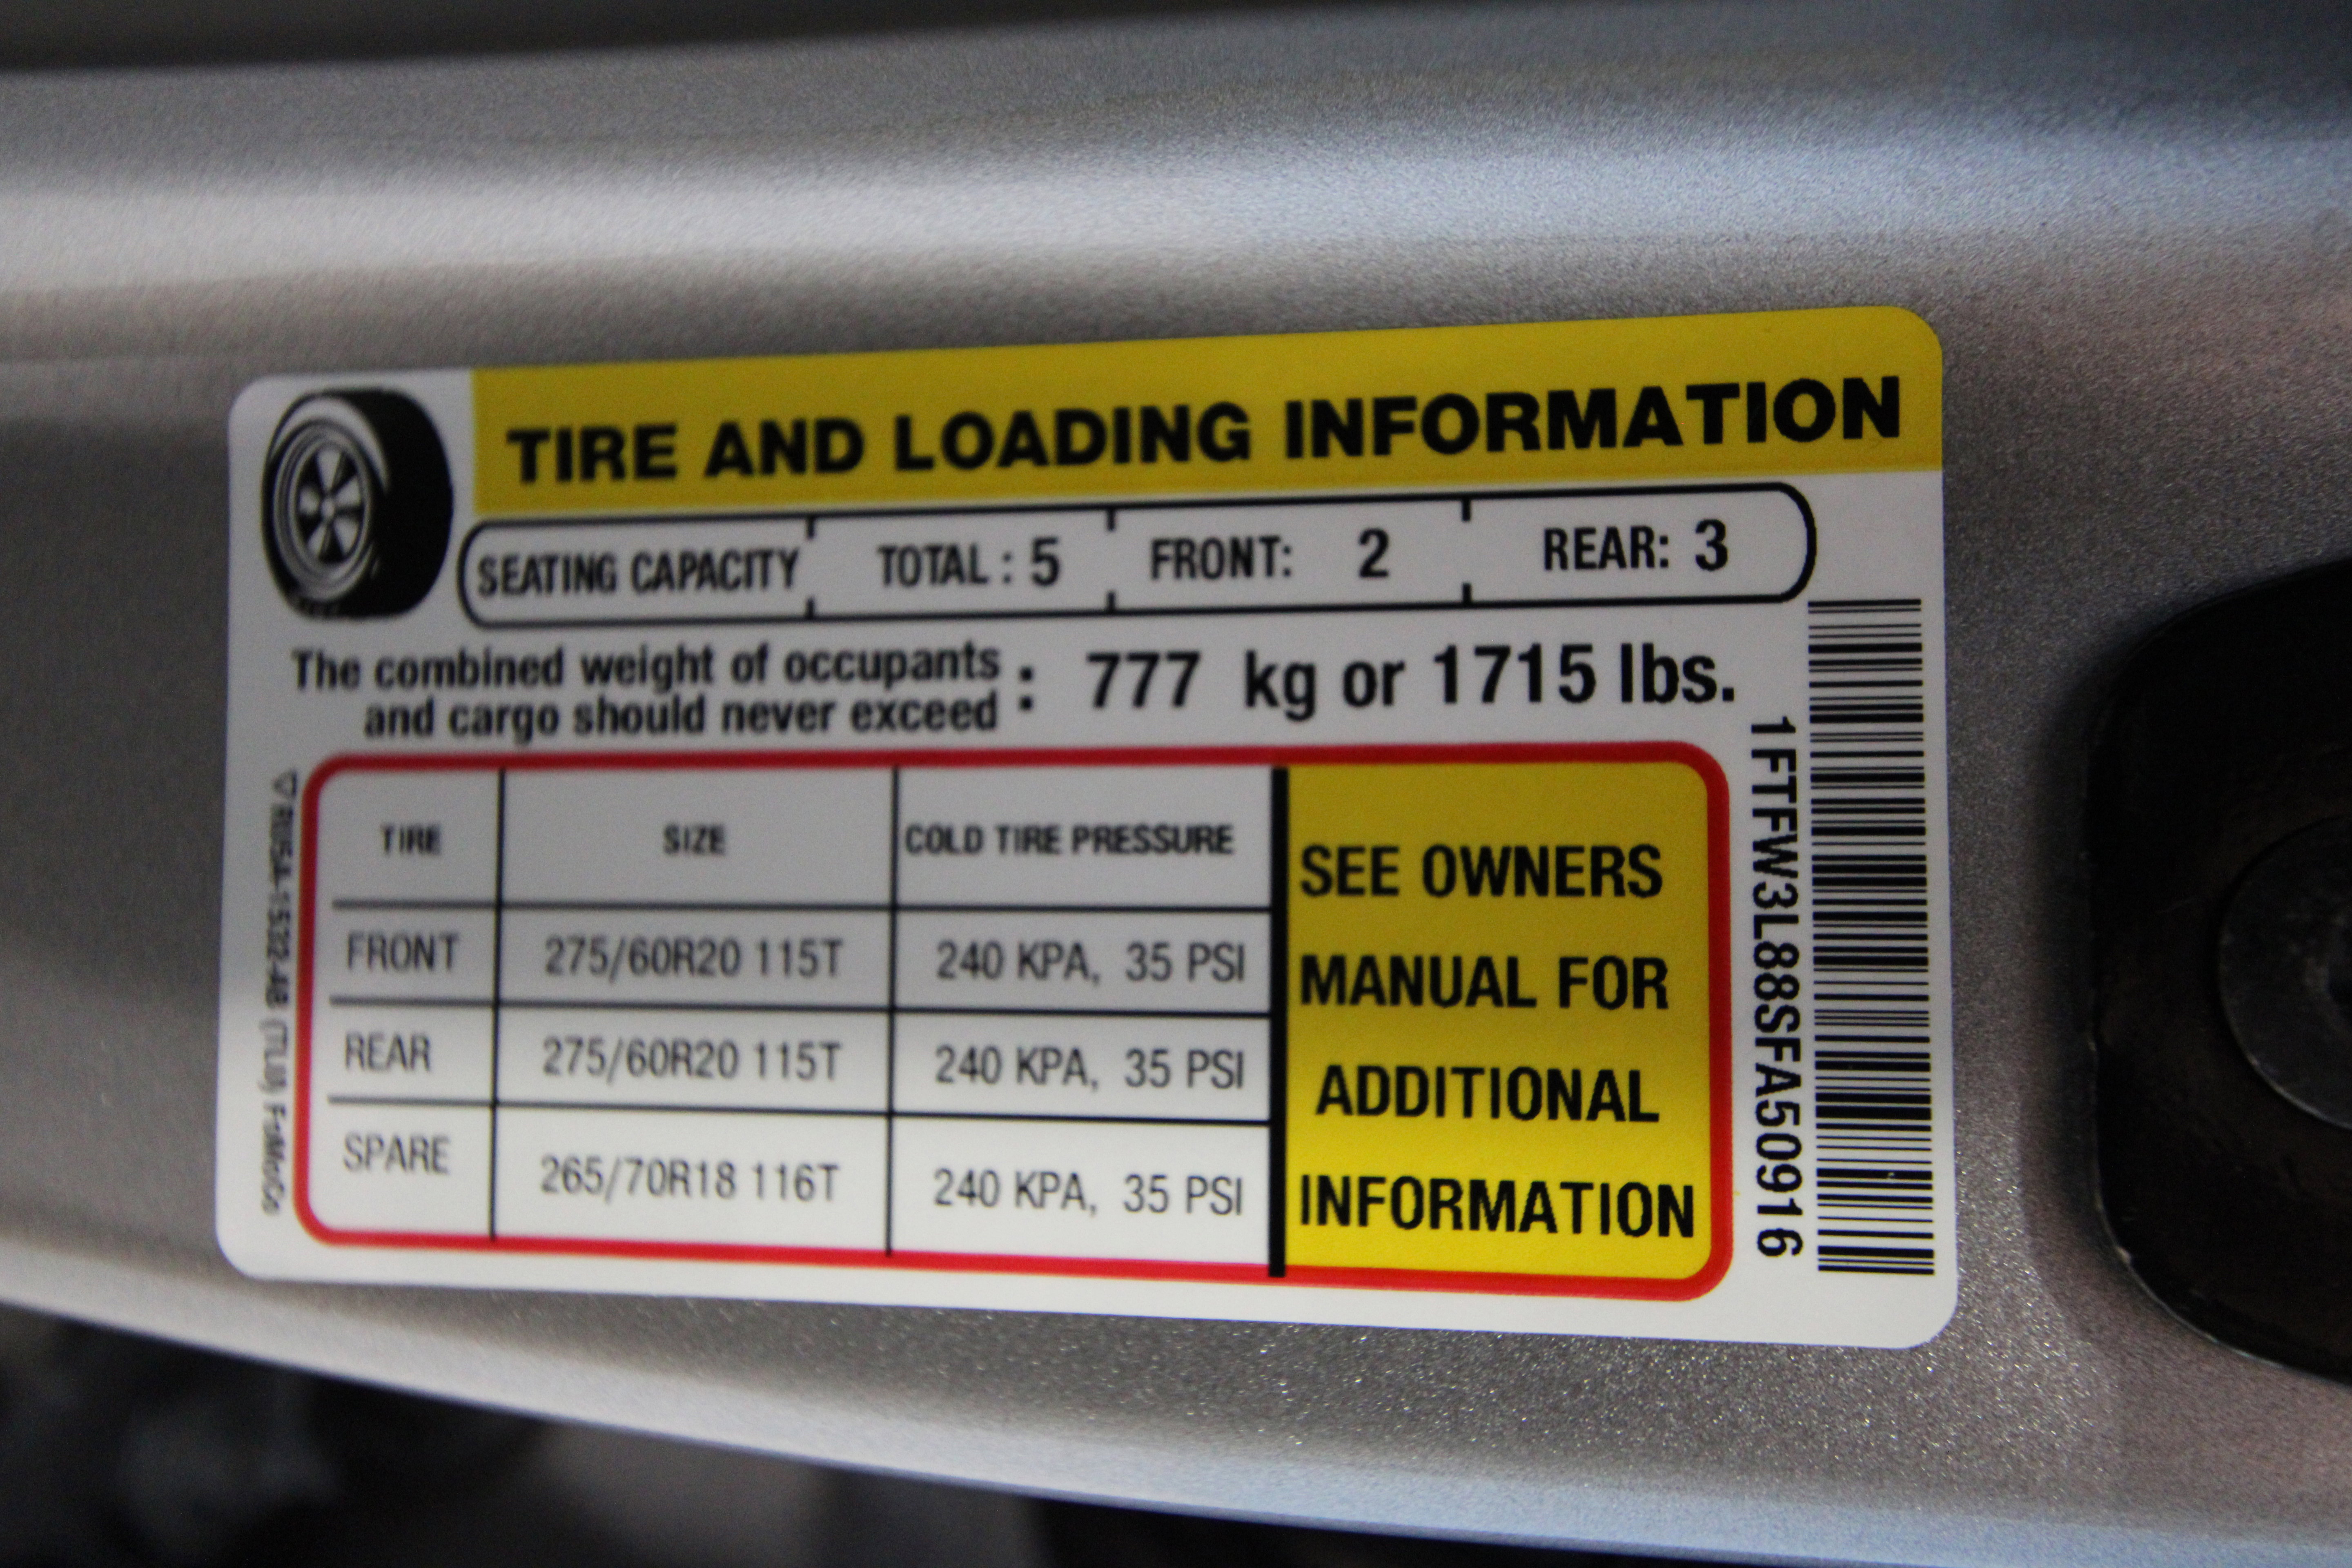 TIRE AND LOADING INFORMATION
SEATING CAPACITY TOTAL : 5 FRONT: 2 REAR: 3
The combined weight of occupants
and cargo should never exceed : 777 kg or 1715 lbs.
TIRE SIZE COLD TIRE PRESSURE
FRONT 275/60R20 115T 240 KPA, 35 PSI
REAR 275/60R20 115T 240 KPA, 35 PSI
SPARE 265/70R18 116T 240 KPA, 35 PSI
SEE OWNERS
MANUAL FOR
ADDITIONAL
INFORMATION
1FTFW3L88SFA50916
(TLU) FoMoCo